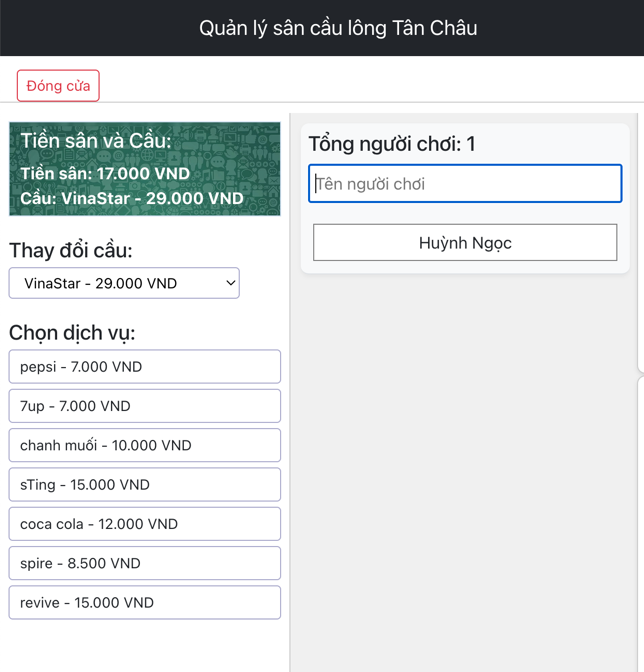 Quản lý sân cầu lông Tân Châu
Đóng cửa
Tiền sân và Cầu:
Tiền sân: 17.000 VND
Cầu: VinaStar - 29.000 VND
Thay đổi cầu:
VinaStar - 29.000 VND
Chọn dịch vụ:
pepsi - 7.000 VND
7up - 7.000 VND
chanh muối - 10.000 VND
sTing - 15.000 VND
coca cola - 12.000 VND
spire - 8.500 VND
revive - 15.000 VND
Tổng người chơi: 1
Tên người chơi
Huỳnh Ngọc